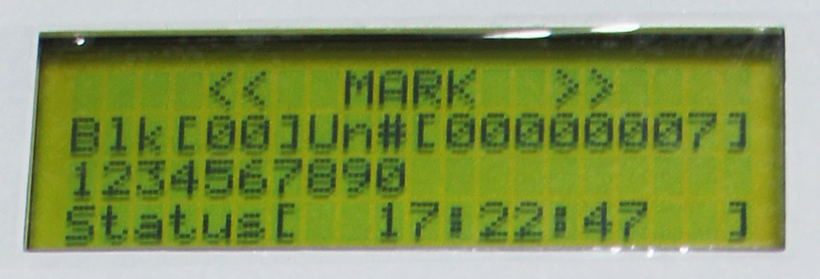 << MARK >>
Blk[00]Un#[00000007]
1234567890
Status[ 17:22:47 ]